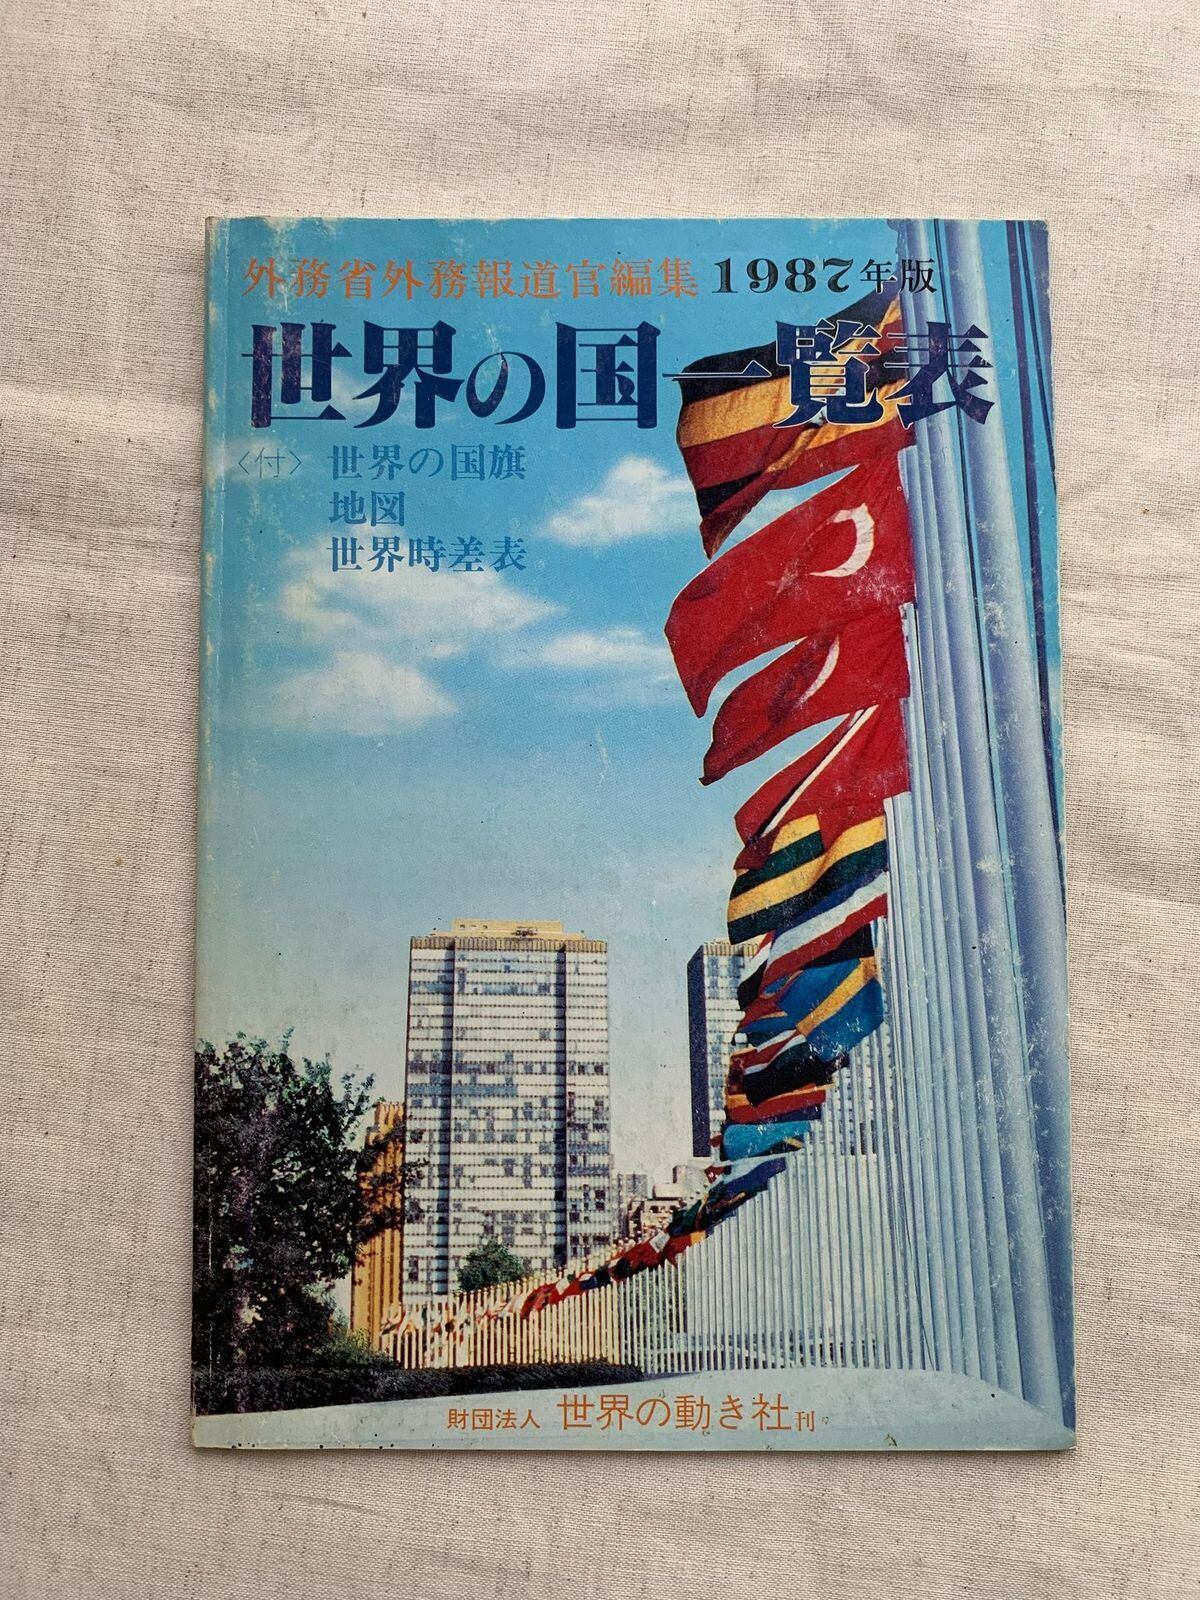 外務省外務報道官編集 1987年版
世界の国一覧表
〈付〉 世界の国旗
地図
世界時差表
財団法人 世界の動き社刊